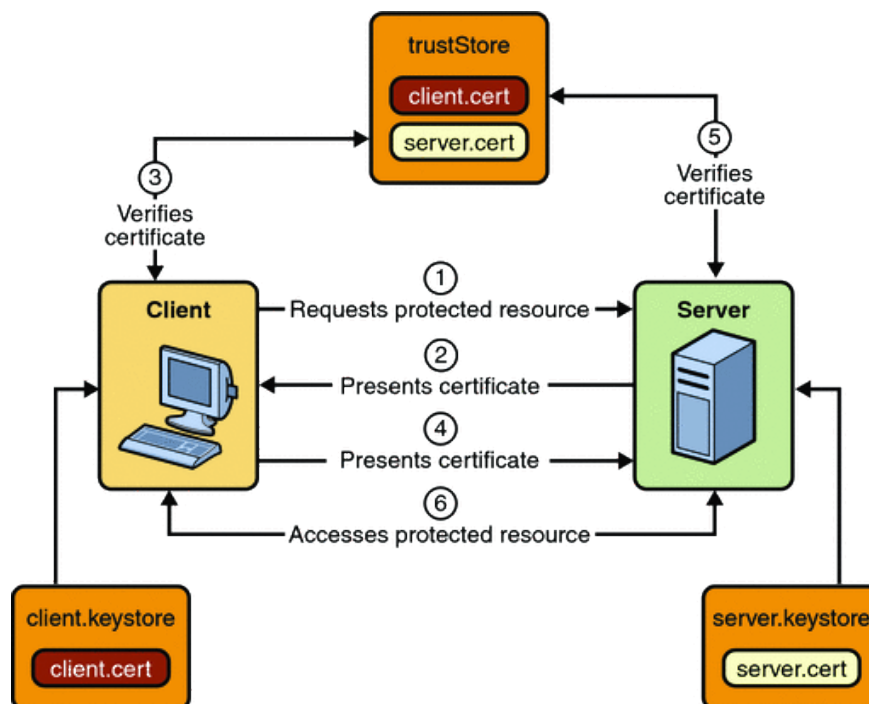 trustStore
client.cert
server.cert
3
Verifies
certificate
5
Verifies
certificate
Client
Server
1
Requests protected resource
2
Presents certificate
4
Presents certificate
6
Accesses protected resource
client.keystore
client.cert
server.keystore
server.cert